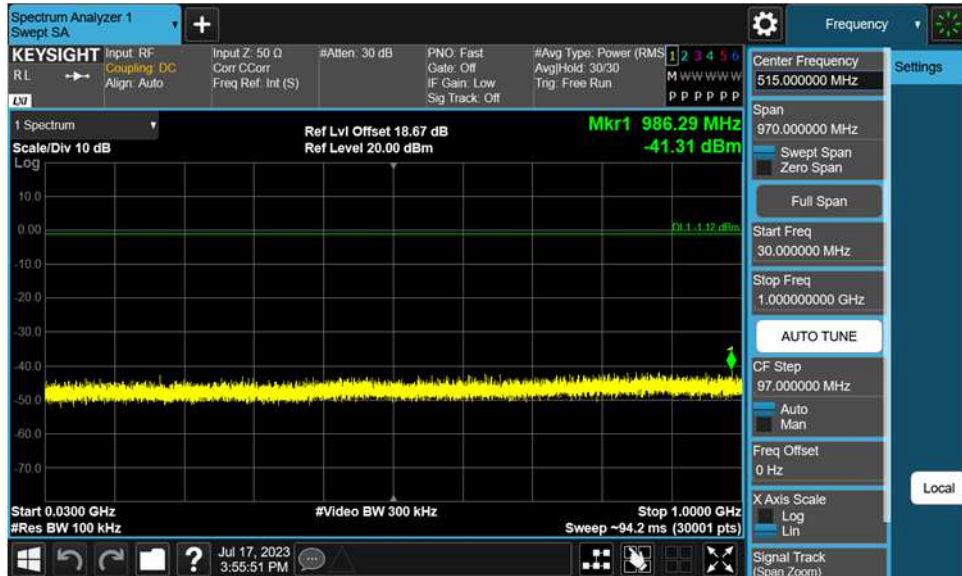 Spectrum Analyzer 1
Swept SA
+
Frequency
KEYSIGHT
RL
LXI
Input: RF
Coupling: DC
Align: Auto
Input Z: 50 Ω
Corr CCorr
Freq Ref: Int (S)
#Atten: 30 dB
PNO: Fast
Gate: Off
IF Gain: Low
Sig Track: Off
#Avg Type: Power (RMS
Avg|Hold: 30/30
Trig: Free Run
1 2 3 4 5 6
M W W W W W
P P P P P P
1 Spectrum
Scale/Div 10 dB
Ref Lvl Offset 18.67 dB
Ref Level 20.00 dBm
Mkr1 986.29 MHz
-41.31 dBm
Log
10.0
0.00
-10.0
-20.0
-30.0
-40.0
-50.0
-60.0
-70.0
DL1 -1.12 dBm
1
Start 0.0300 GHz
#Res BW 100 kHz
#Video BW 300 kHz
Stop 1.0000 GHz
Sweep ~94.2 ms (30001 pts)
?
Jul 17, 2023
3:55:51 PM
Center Frequency
515.000000 MHz
Span
970.000000 MHz
Swept Span
Zero Span
Full Span
Start Freq
30.000000 MHz
Stop Freq
1.000000000 GHz
AUTO TUNE
CF Step
97.000000 MHz
Auto
Man
Freq Offset
0 Hz
X Axis Scale
Log
Lin
Signal Track
(Span Zoom)
Settings
Local